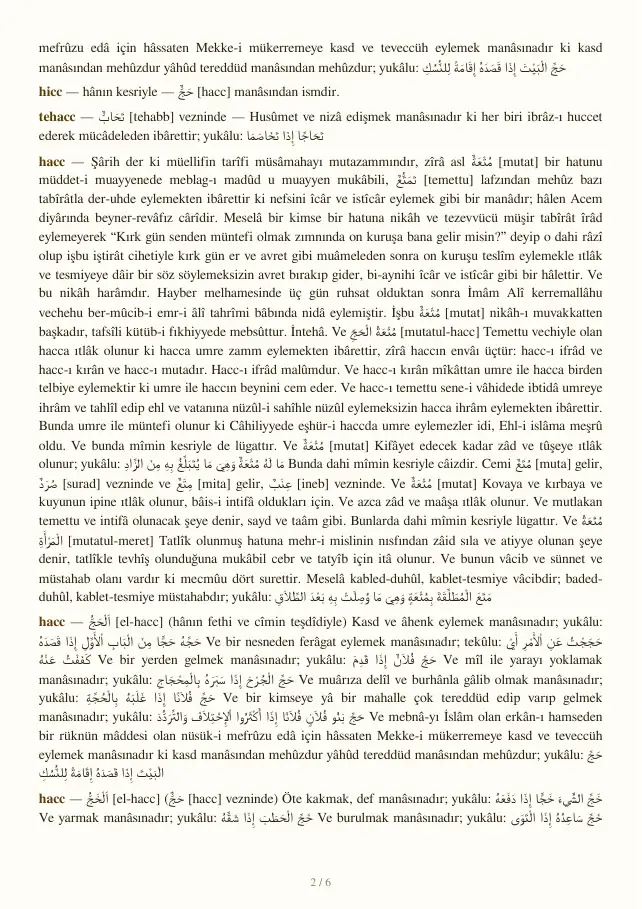 mefrûzu edâ için hâssaten Mekke-i mükerremeye kasd ve teveccüh eylemek manâsınadır ki kasd
manâsından mehûzdur yâhûd tereddüd manâsından mehûzdur; yukâlu: حَجَّ الْبَيْتَ إِذَا قَصَدَهُ إِقَامَةً لِلنُّسُكِ
hicc — hânın kesriyle — حَجٌّ [hacc] manâsından ismdir.
tehacc — تَحَابٌّ [tehabb] vezninde — Husûmet ve nizâ edişmek manâsınadır ki her biri ibrâz-ı huccet
ederek mücâdeleden ibârettir; yukâlu: تَحَاجَّا إِذَا تَخَاصَمَا
hacc — Şârih der ki müellifin tarîfi müsâmahayı mutazammındır, zîrâ asl مُتْعَةٌ [mutat] bir hatunu
müddet-i muayyenede meblag-ı madûd u muayyen mukâbili, تَمَتُّعٌ [temettu] lafzından mehûz bazı
tabîrâtla der-uhde eylemekten ibârettir ki nefsini îcâr ve istîcâr eylemek gibi bir manâdır; hâlen Acem
diyârında beyner-revâfız cârîdir. Meselâ bir kimse bir hatuna nikâh ve tezevvücü müşir tabîrât îrâd
eylemeyerek “Kırk gün senden müntefi olmak zımnında on kuruşa bana gelir misin?” deyip o dahi râzî
olup işbu iştirât cihetiyle kırk gün er ve avret gibi muâmeleden sonra on kuruşu teslîm eylemekle ıtlâk
ve tesmiyeye dâir bir söz söylemeksizin avret bırakıp gider, bi-aynihi îcâr ve istîcâr gibi bir hâlettir. Ve
bu nikâh harâmdır. Hayber melhamesinde üç gün ruhsat olduktan sonra İmâm Alî kerremallâhu
vechehu ber-mûcib-i emr-i âlî tahrîmi bâbında nidâ eylemiştir. İşbu مُتْعَةٌ [mutat] nikâh-ı muvakkatten
başkadır, tafsîli kütüb-i fıkhiyyede mebsûttur. İntehâ. Ve مُتْعَةُ الْحَجِّ [mutatul-hacc] Temettu vechiyle olan
hacca ıtlâk olunur ki hacca umre zamm eylemekten ibârettir, zîrâ haccın envâı üçtür: hacc-ı ifrâd ve
hacc-ı kırân ve hacc-ı mutadır. Hacc-ı ifrâd malûmdur. Ve hacc-ı kırân mîkâttan umre ile hacca birden
telbiye eylemektir ki umre ile haccın beynini cem eder. Ve hacc-ı temettu sene-i vâhidede ibtidâ umreye
ihrâm ve tahlîl edip ehl ve vatanına nüzûl-i sahîhle nüzûl eylemeksizin hacca ihrâm eylemekten ibârettir.
Bunda umre ile müntefi olunur ki Câhiliyyede eşhür-i haccda umre eylemezler idi, Ehl-i islâma meşrû
oldu. Ve bunda mîmin kesriyle de lügattır. Ve مُتْعَةٌ [mutat] Kifâyet edecek kadar zâd ve tûşeye ıtlâk
olunur; yukâlu: مَا لَهُ مُتْعَةٌ وَهِيَ مَا يُتَبَلَّغُ بِهِ مِنَ الزَّادِ Bunda dahi mîmin kesriyle câizdir. Cemi مُتَعٌ [muta] gelir,
صُرَدٌ [surad] vezninde ve مِتَعٌ [mita] gelir, عِنَبٌ [ineb] vezninde. Ve مُتْعَةٌ [mutat] Kovaya ve kırbaya ve
kuyunun ipine ıtlâk olunur, bâis-i intifâ oldukları için. Ve azca zâd ve maâşa ıtlâk olunur. Ve mutlakan
temettu ve intifâ olunacak şeye denir, sayd ve taâm gibi. Bunlarda dahi mîmin kesriyle lügattır. Ve مُتْعَةُ
الْمَرْأَةِ [mutatul-meret] Tatlîk olunmuş hatuna mehr-i mislinin nısfından zâid sıla ve atiyye olunan şeye
denir, tatlîkle tevhîş olunduğuna mukâbil cebr ve tatyîb için itâ olunur. Ve bunun vâcib ve sünnet ve
müstahab olanı vardır ki mecmûu dört surettir. Meselâ kabled-duhûl, kablet-tesmiye vâcibdir; baded-
duhûl, kablet-tesmiye müstahabdır; yukâlu: مَتَعَ الْمُطَلَّقَةَ بِمُتْعَةٍ وَهِيَ مَا وُصِلَتْ بِهِ بَعْدَ الطَّلَاقِ
hacc — اَلْحَجُّ [el-hacc] (hânın fethi ve cîmin teşdîdiyle) Kasd ve âhenk eylemek manâsınadır; yukâlu:
حَجَّهُ حَجًّا مِنَ الْبَابِ الْأَوَّلِ إِذَا قَصَدَهُ Ve bir nesneden ferâgat eylemek manâsınadır; tekûlu: حَجَجْتُ عَنِ الْأَمْرِ أَيْ
كَفَفْتُ عَنْهُ Ve bir yerden gelmek manâsınadır; yukâlu: حَجَّ فُلَانٌ إِذَا قَدِمَ Ve mîl ile yarayı yoklamak
manâsınadır; yukâlu: حَجَّ الْجُرْحَ إِذَا سَبَرَهُ بِالْمِحْجَاجِ Ve muârıza delîl ve burhânla gâlib olmak manâsınadır;
yukâlu: حَجَّ فُلَانًا إِذَا غَلَبَهُ بِالْحُجَّةِ Ve bir kimseye yâ bir mahalle çok tereddüd edip varıp gelmek
manâsınadır; yukâlu: حَجَّ بَنُو فُلَانٍ فُلَانًا إِذَا أَكْثَرُوا الْإِخْتِلَافَ وَالتَّرَدُّدَ Ve mebnâ-yı İslâm olan erkân-ı hamseden
bir rüknün mâddesi olan nüsük-i mefrûzu edâ için hâssaten Mekke-i mükerremeye kasd ve teveccüh
eylemek manâsınadır ki kasd manâsından mehûzdur yâhûd tereddüd manâsından mehûzdur; yukâlu: حَجَّ
الْبَيْتَ إِذَا قَصَدَهُ إِقَامَةً لِلنُّسُكِ
hacc — اَلْخَجُّ [el-hacc] (حَجٌّ [hacc] vezninde) Öte kakmak, def manâsınadır; yukâlu: خَجَّ الشَّيْءَ خَجًّا إِذَا دَفَعَهُ
Ve yarmak manâsınadır; yukâlu: خَجَّ الْحَطَبَ إِذَا شَقَّهُ Ve burulmak manâsınadır; yukâlu: خَجَّ سَاعِدُهُ إِذَا الْتَوَى
2 / 6